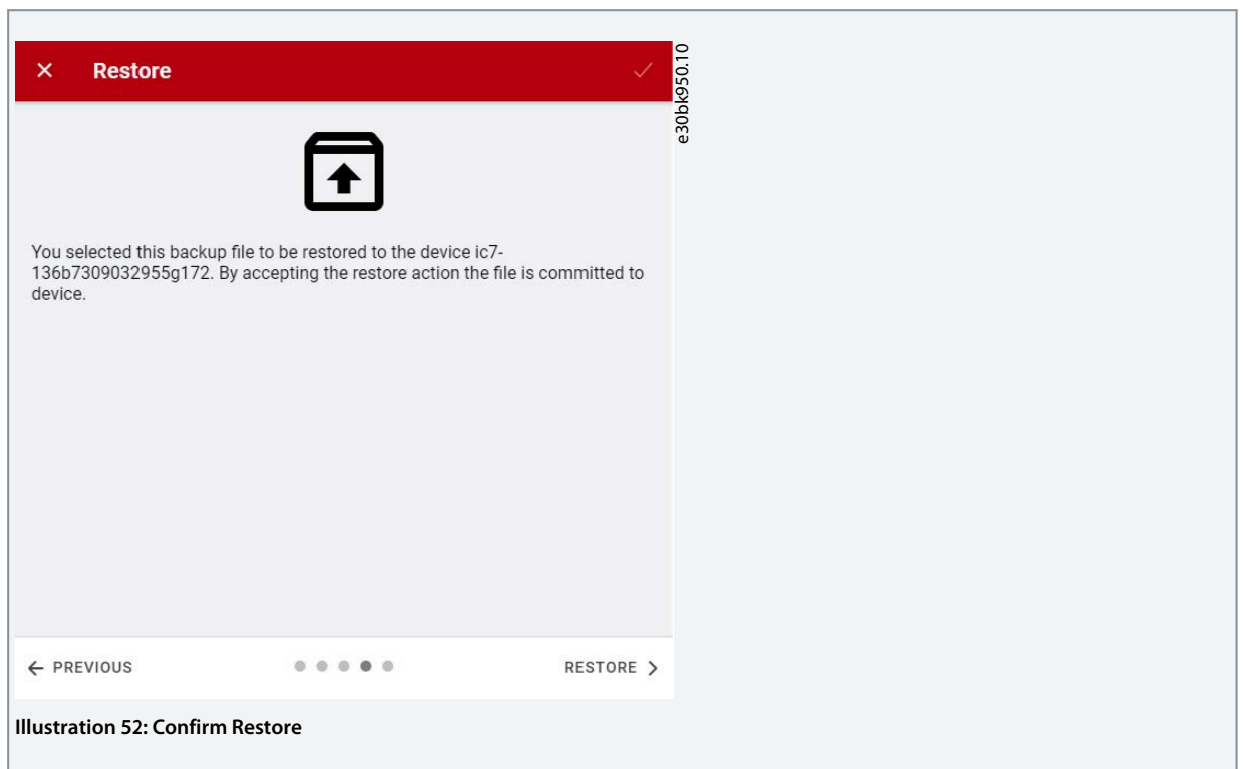 Restore
e30bk950.10
You selected this backup file to be restored to the device ic7-
136b7309032955g172. By accepting the restore action the file is committed to
device.
PREVIOUS
RESTORE
Illustration 52: Confirm Restore